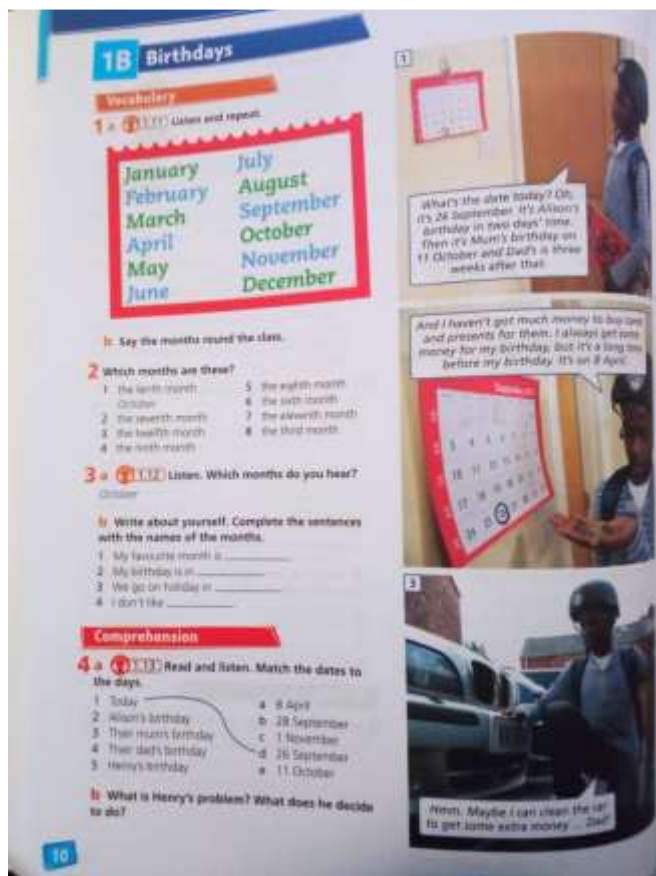 1B Birthdays
Vocabulary
1 a 1.11 Listen and repeat.
January
February
March
April
May
June
July
August
September
October
November
December
b Say the months round the class.
2 Which months are these?
1 the tenth month
October
2 the seventh month
3 the twelfth month
4 the ninth month
5 the eighth month
6 the sixth month
7 the eleventh month
8 the third month
3 a 1.12 Listen. Which months do you hear?
October
b Write about yourself. Complete the sentences
with the names of the months.
1 My favourite month is
2 My birthday is in
3 We go on holiday in
4 I don't like
Comprehension
4 a 1.13 Read and listen. Match the dates to
the days.
1 Today
2 Alison's birthday
3 Their mum's birthday
4 Their dad's birthday
5 Henry's birthday
a 8 April
b 28 September
c 1 November
d 26 September
e 11 October
b What is Henry's problem? What does he decide
to do?
10
1
What's the date today? Oh,
it's 26 September. It's Alison's
birthday in two days' time.
Then it's Mum's birthday on
11 October and Dad's is three
weeks after that.
And I haven't got much money to buy
and presents for them. I always get some
money for my birthday, but it's a long time
before my birthday. It's on 8 April.
September
3
Hmm. Maybe I can clean the car
to get some extra money ... Dad!